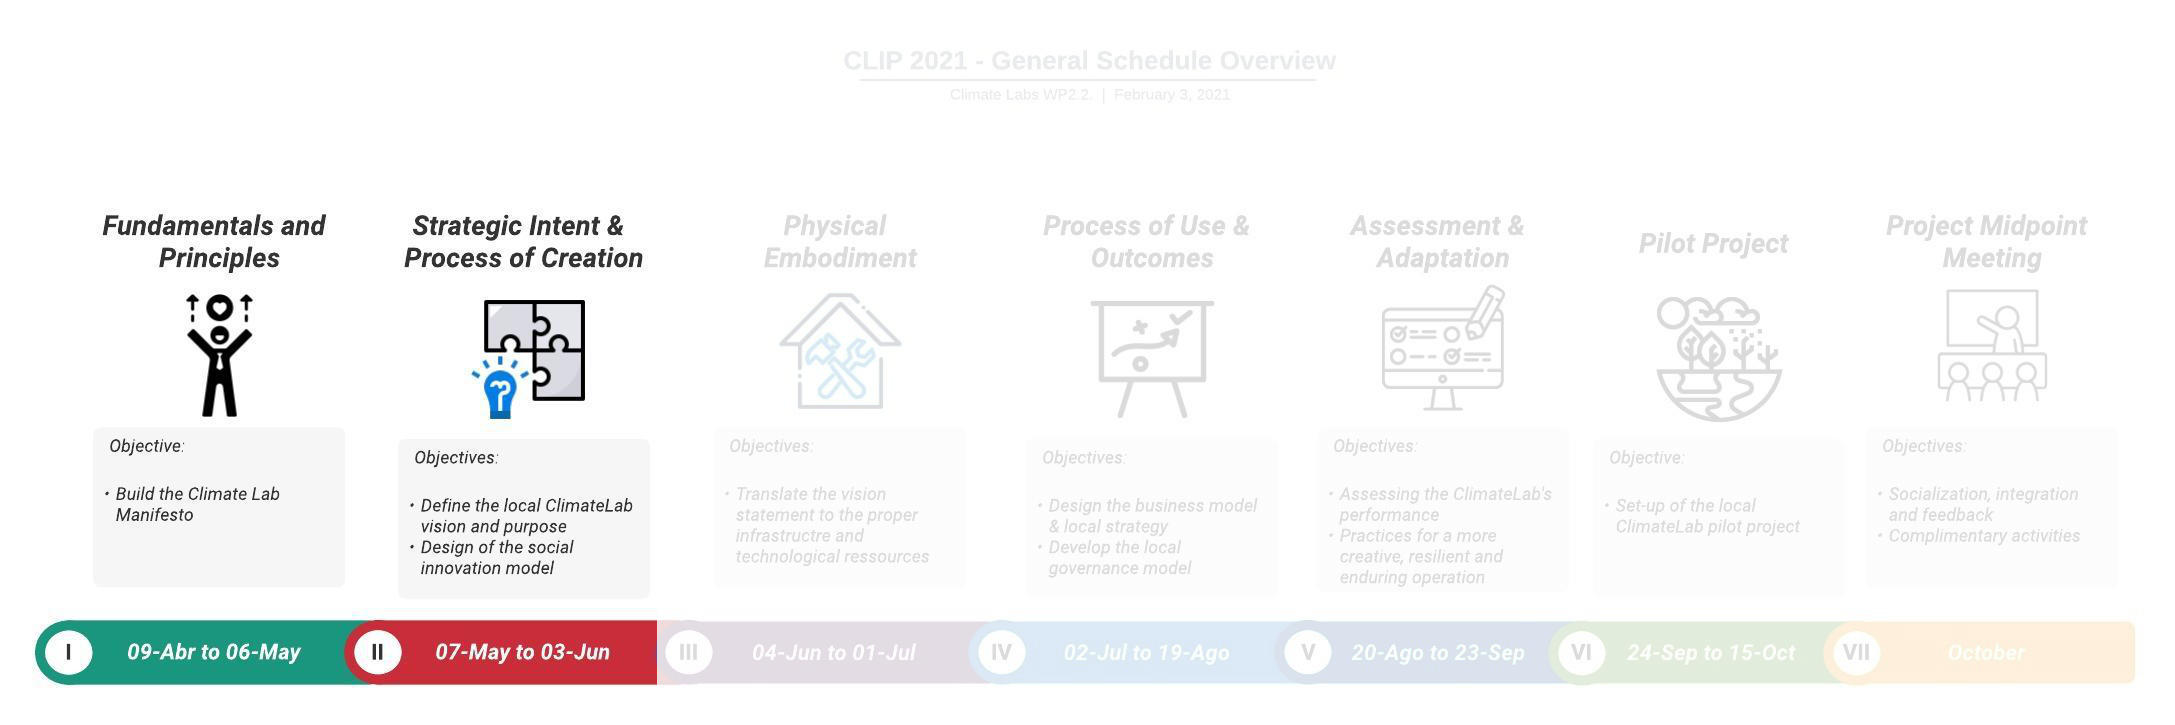 CLIP 2021 - General Schedule Overview
Climate Labs WP2.2. | February 3, 2021
Fundamentals and
Principles
Objective:
• Build the Climate Lab
Manifesto
I
09-Abr to 06-May
Strategic Intent &
Process of Creation
Objectives:
• Define the local ClimateLab
vision and purpose
• Design of the social
innovation model
II
07-May to 03-Jun
Physical
Embodiment
Objectives:
• Translate the vision
statement to the proper
infrastructre and
technological ressources
III
04-Jun to 01-Jul
Process of Use &
Outcomes
Objectives:
• Design the business model
& local strategy
• Develop the local
governance model
IV
02-Jul to 19-Ago
Assessment &
Adaptation
Objectives:
• Assessing the ClimateLab's
performance
• Practices for a more
creative, resilient and
enduring operation
V
20-Ago to 23-Sep
Pilot Project
Objective:
• Set-up of the local
ClimateLab pilot project
VI
24-Sep to 15-Oct
Project Midpoint
Meeting
Objectives:
• Socialization, integration
and feedback
• Complimentary activities
VII
October